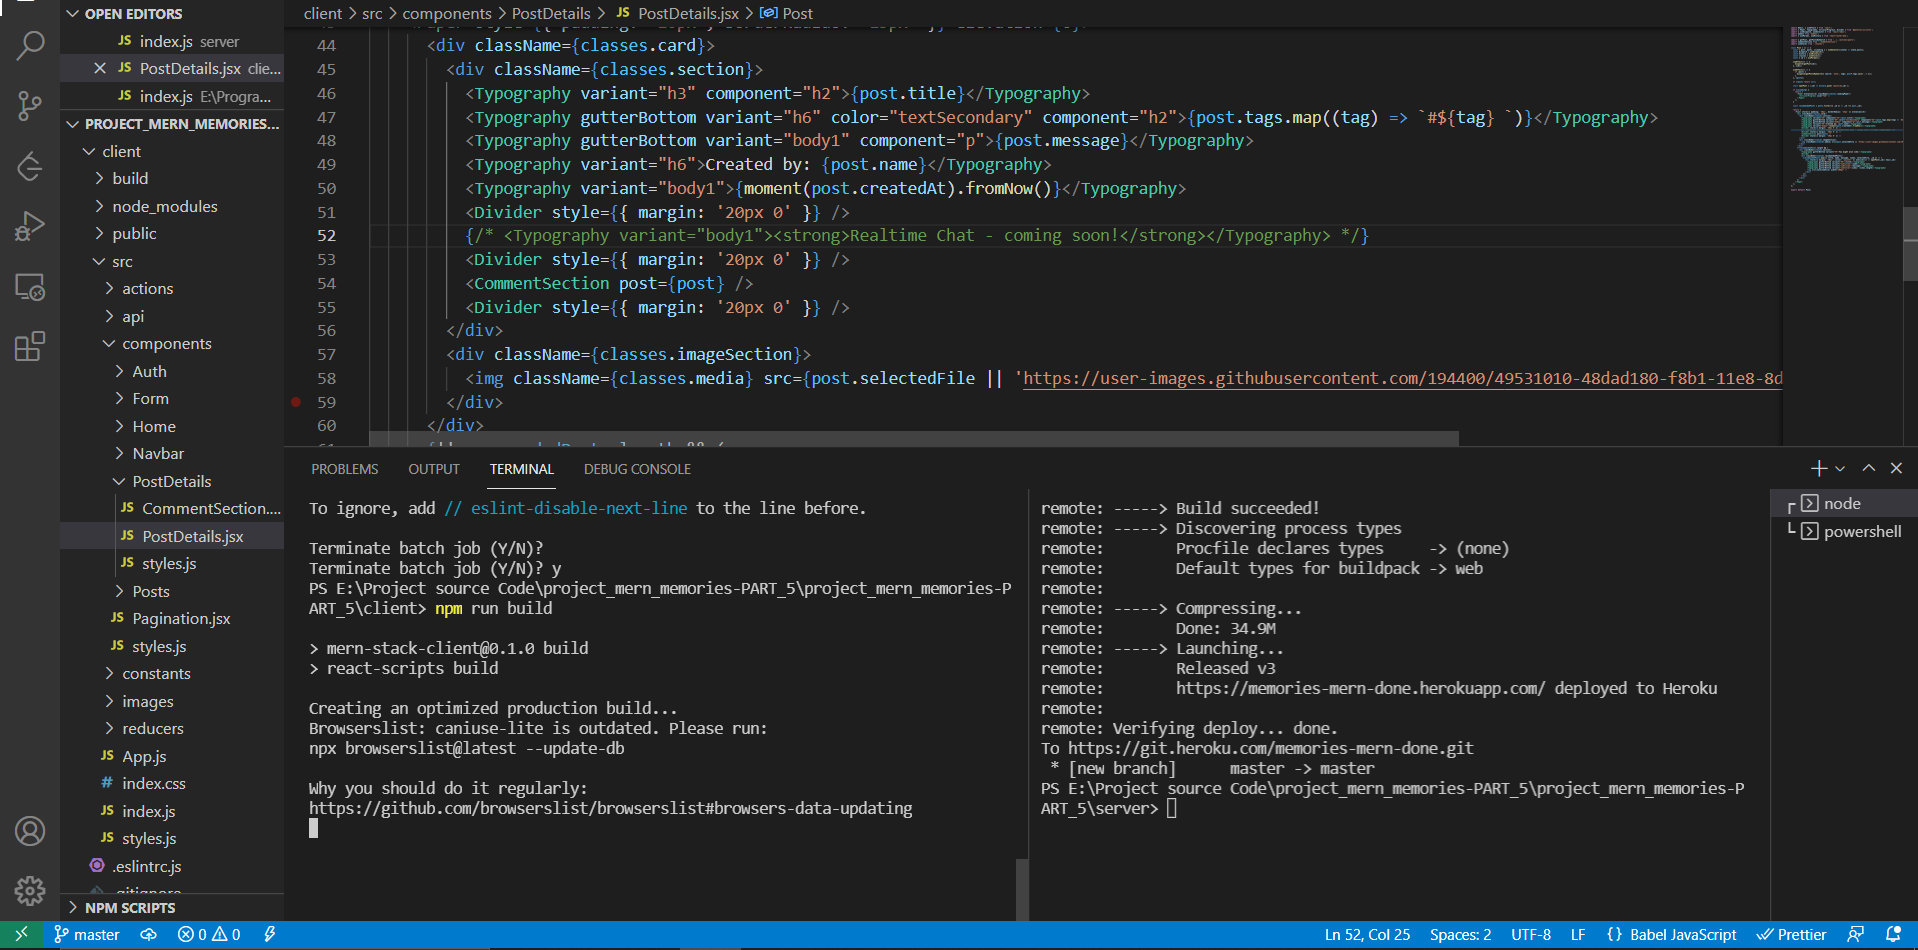 OPEN EDITORS
JS index.js server
JS PostDetails.jsx clie...
JS index.js E:\Progra...
PROJECT_MERN_MEMORIES...
client
build
node_modules
public
src
actions
api
components
Auth
Form
Home
Navbar
PostDetails
JS CommentSection....
JS PostDetails.jsx
JS styles.js
Posts
JS Pagination.jsx
JS styles.js
constants
images
reducers
JS App.js
# index.css
JS index.js
JS styles.js
.eslintrc.js
.gitignore
NPM SCRIPTS
client > src > components > PostDetails > JS PostDetails.jsx > Post
44 <div className={classes.card}>
45 <div className={classes.section}>
46 <Typography variant="h3" component="h2">{post.title}</Typography>
47 <Typography gutterBottom variant="h6" color="textSecondary" component="h2">{post.tags.map((tag) => `#${tag} `)}</Typography>
48 <Typography gutterBottom variant="body1" component="p">{post.message}</Typography>
49 <Typography variant="h6">Created by: {post.name}</Typography>
50 <Typography variant="body1">{moment(post.createdAt).fromNow()}</Typography>
51 <Divider style={{ margin: '20px 0' }} />
52 {/* <Typography variant="body1"><strong>Realtime Chat - coming soon!</strong></Typography> */}
53 <Divider style={{ margin: '20px 0' }} />
54 <CommentSection post={post} />
55 <Divider style={{ margin: '20px 0' }} />
56 </div>
57 <div className={classes.imageSection}>
58 <img className={classes.media} src={post.selectedFile || 'https://user-images.githubusercontent.com/194400/49531010-48dad180-f8b1-11e8-8d
59 </div>
60 </div>
PROBLEMS OUTPUT TERMINAL DEBUG CONSOLE
To ignore, add // eslint-disable-next-line to the line before.
Terminate batch job (Y/N)?
Terminate batch job (Y/N)? y
PS E:\Project source Code\project_mern_memories-PART_5\project_mern_memories-P
ART_5\client> npm run build
> mern-stack-client@0.1.0 build
> react-scripts build
Creating an optimized production build...
Browserslist: caniuse-lite is outdated. Please run:
npx browserslist@latest --update-db
Why you should do it regularly:
https://github.com/browserslist/browserslist#browsers-data-updating
remote: -----> Build succeeded!
remote: -----> Discovering process types
remote: Procfile declares types -> (none)
remote: Default types for buildpack -> web
remote:
remote: -----> Compressing...
remote: Done: 34.9M
remote: -----> Launching...
remote: Released v3
remote: https://memories-mern-done.herokuapp.com/ deployed to Heroku
remote:
remote: Verifying deploy... done.
To https://git.heroku.com/memories-mern-done.git
* [new branch] master -> master
PS E:\Project source Code\project_mern_memories-PART_5\project_mern_memories-P
ART_5\server>
node
powershell
master 0 0
Ln 52, Col 25 Spaces: 2 UTF-8 LF {} Babel JavaScript Prettier